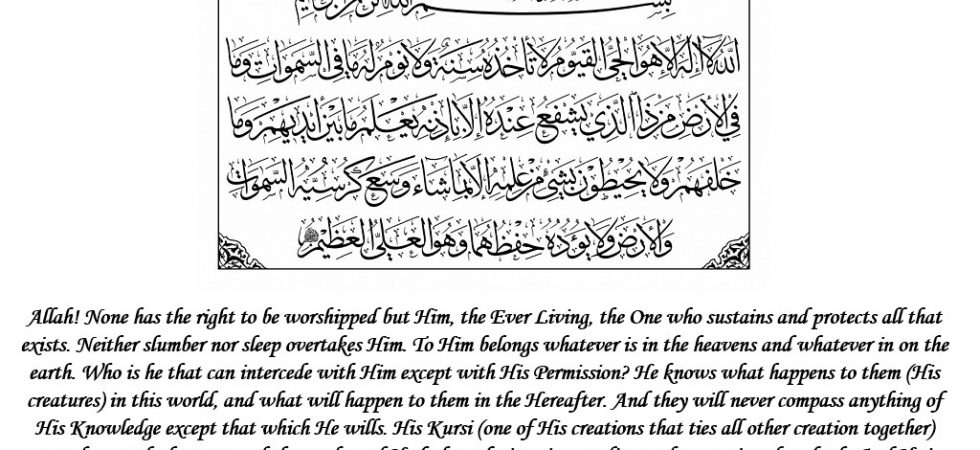 بسم الله الرحمن الرحيم
الله لا إله إلا هو الحي القيوم لا تأخذه سنة ولا نوم له ما في السموات وما
في الأرض من ذا الذي يشفع عنده إلا بإذنه يعلم ما بين أيديهم وما
خلفهم ولا يحيطون بشيء من علمه إلا بما شاء وسع كرسيه السموات
والأرض ولا يؤده حفظهما وهو العلي العظيم
Allah! None has the right to be worshipped but Him, the Ever Living, the One who sustains and protects all that
exists. Neither slumber nor sleep overtakes Him. To Him belongs whatever is in the heavens and whatever in on the
earth. Who is he that can intercede with Him except with His Permission? He knows what happens to them (His
creatures) in this world, and what will happen to them in the Hereafter. And they will never compass anything of
His Knowledge except that which He wills. His Kursi (one of His creations that ties all other creation together)